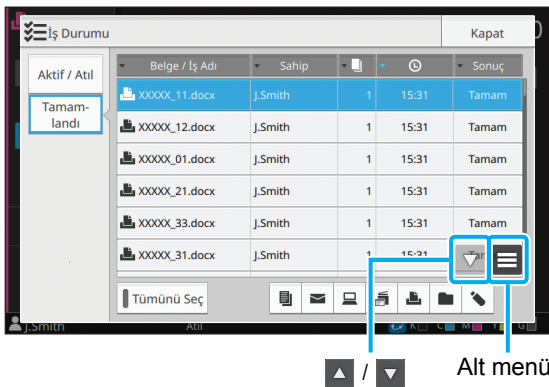 İş Durumu
Kapat
Aktif / Atıl
Tamam-
landı
Belge / İş Adı Sahip Sonuç
XXXXX_11.docx J.Smith 1 15:31 Tamam
XXXXX_12.docx J.Smith 1 15:31 Tamam
XXXXX_01.docx J.Smith 1 15:31 Tamam
XXXXX_21.docx J.Smith 1 15:31 Tamam
XXXXX_33.docx J.Smith 1 15:31 Tamam
XXXXX_31.docx J.Smith 1 15:31
Tümünü Seç
J.Smith Atıl K C M Y G
/ Alt menü